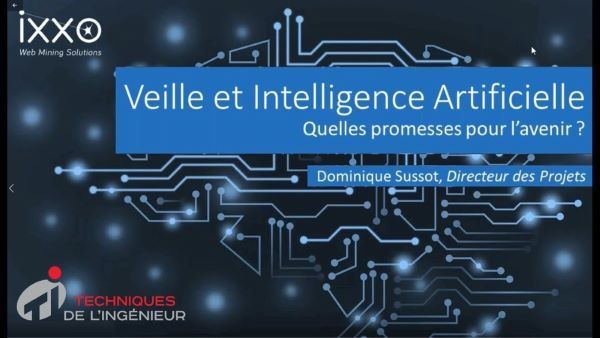 ixxo
Web Mining Solutions
Veille et Intelligence Artificielle
Quelles promesses pour l'avenir ?
Dominique Sussot, Directeur des Projets
TECHNIQUES
DE L'INGÉNIEUR